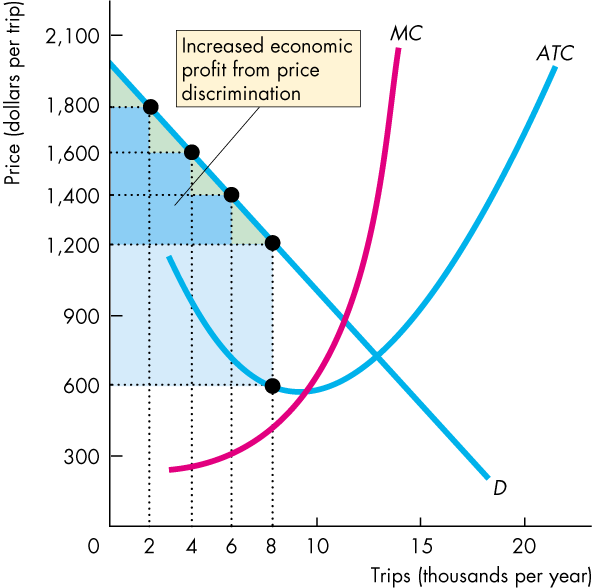 Price (dollars per trip)
2,100
1,800
1,600
1,400
1,200
900
600
300
Increased economic
profit from price
discrimination
MC
ATC
D
0
2
4
6
8
10
15
20
Trips (thousands per year)